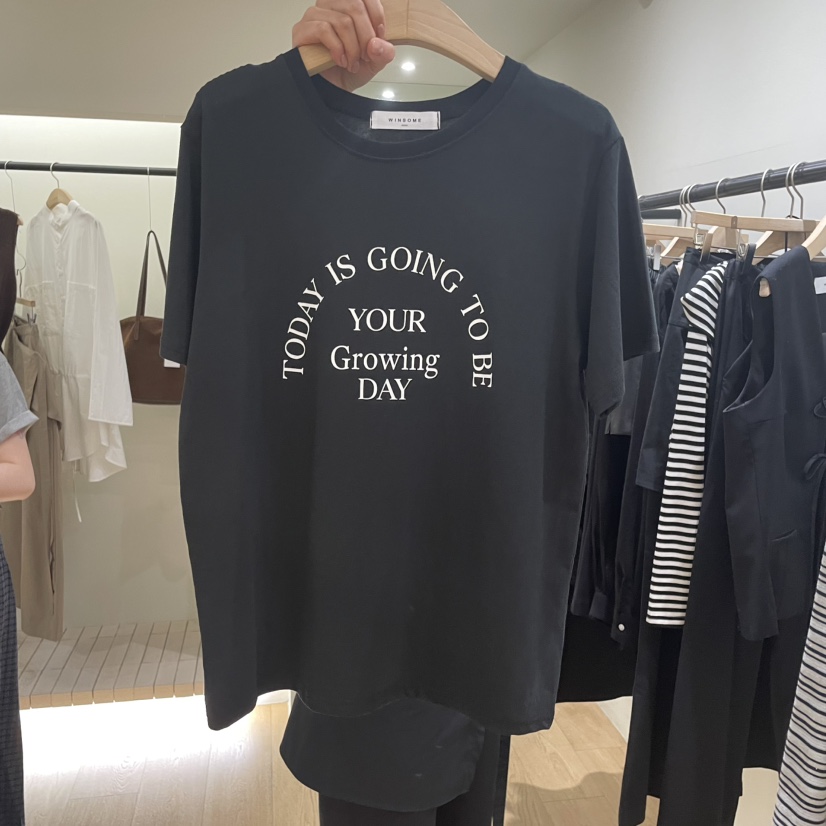 WINSOME
TODAY IS GOING TO BE
YOUR
Growing
DAY